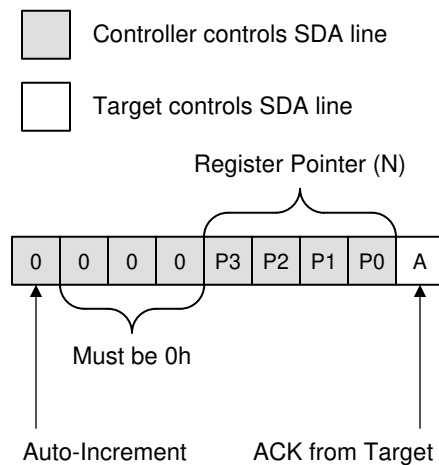 Controller controls SDA line
Target controls SDA line
Register Pointer (N)
0 0 0 0 P3 P2 P1 P0 A
Must be 0h
Auto-Increment ACK from Target